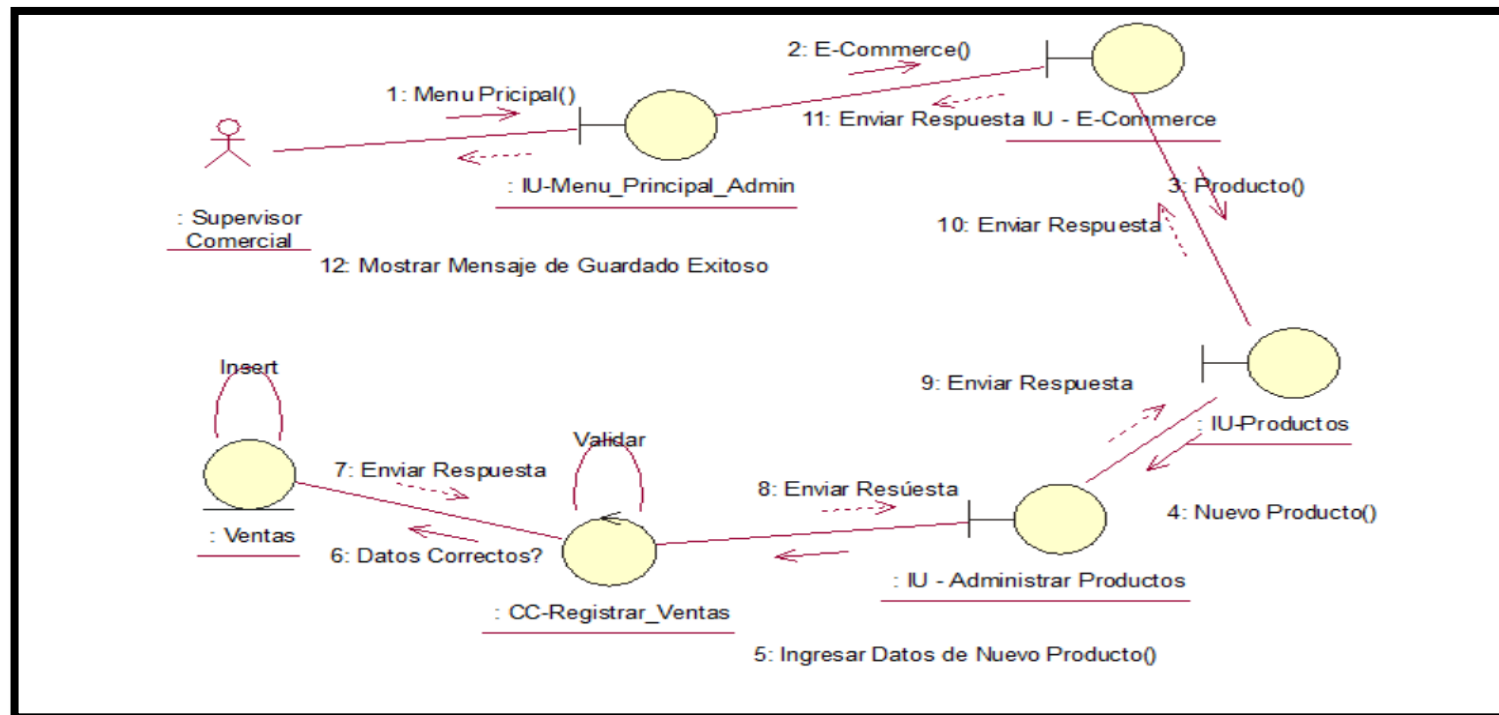 2: E-Commerce()
1: Menu Pricipal()
11: Enviar Respuesta IU - E-Commerce
: IU-Menu_Principal_Admin
3: Producto()
: Supervisor
Comercial
10: Enviar Respuesta
12: Mostrar Mensaje de Guardado Exitoso
Insert
9: Enviar Respuesta
: IU-Productos
Validar
7: Enviar Respuesta
8: Enviar Resúesta
4: Nuevo Producto()
: Ventas
6: Datos Correctos?
: IU - Administrar Productos
: CC-Registrar_Ventas
5: Ingresar Datos de Nuevo Producto()